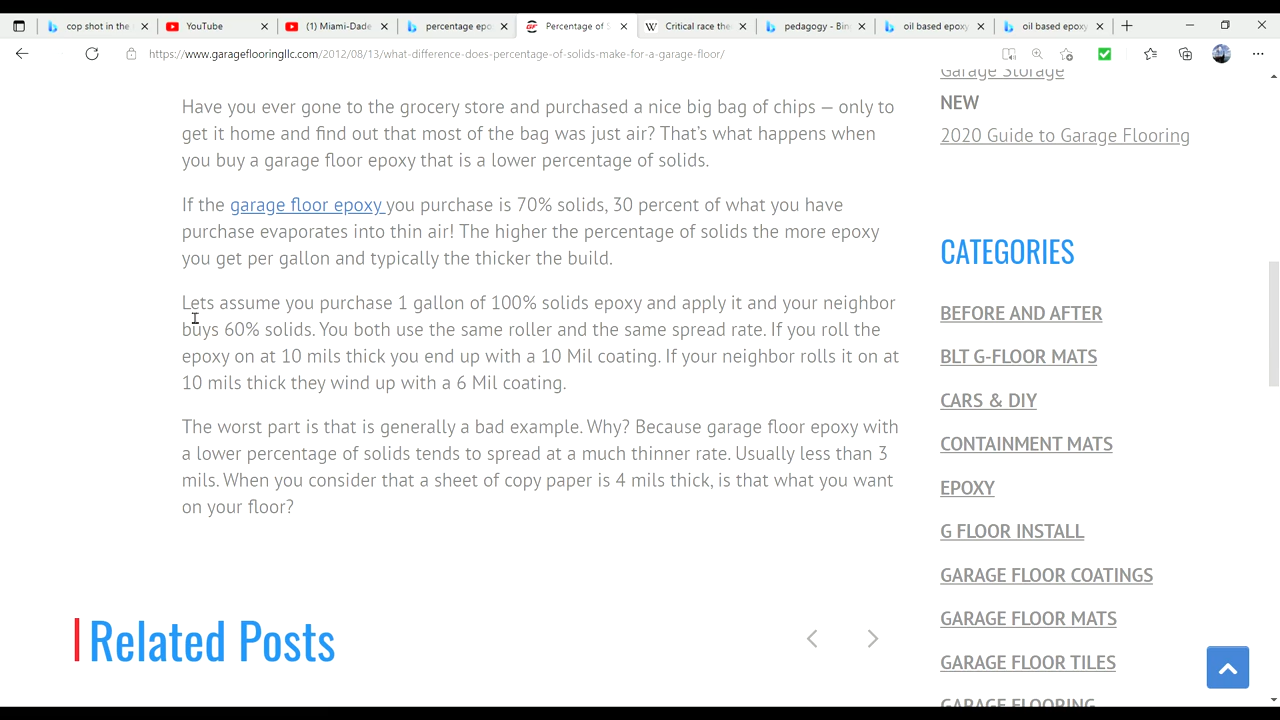 cop shot in the
YouTube
(1) Miami-Dade
percentage epo
Percentage of S
Critical race the
pedagogy - Bin
oil based epoxy
oil based epoxy
https://www.garageflooringllc.com/2012/08/13/what-difference-does-percentage-of-solids-make-for-a-garage-floor/
Have you ever gone to the grocery store and purchased a nice big bag of chips — only to
get it home and find out that most of the bag was just air? That's what happens when
you buy a garage floor epoxy that is a lower percentage of solids.
If the garage floor epoxy you purchase is 70% solids, 30 percent of what you have
purchase evaporates into thin air! The higher the percentage of solids the more epoxy
you get per gallon and typically the thicker the build.
Lets assume you purchase 1 gallon of 100% solids epoxy and apply it and your neighbor
buys 60% solids. You both use the same roller and the same spread rate. If you roll the
epoxy on at 10 mils thick you end up with a 10 Mil coating. If your neighbor rolls it on at
10 mils thick they wind up with a 6 Mil coating.
The worst part is that is generally a bad example. Why? Because garage floor epoxy with
a lower percentage of solids tends to spread at a much thinner rate. Usually less than 3
mils. When you consider that a sheet of copy paper is 4 mils thick, is that what you want
on your floor?
Related Posts
Garage Storage
NEW
2020 Guide to Garage Flooring
CATEGORIES
BEFORE AND AFTER
BLT G-FLOOR MATS
CARS & DIY
CONTAINMENT MATS
EPOXY
G FLOOR INSTALL
GARAGE FLOOR COATINGS
GARAGE FLOOR MATS
GARAGE FLOOR TILES
GARAGE FLOORING